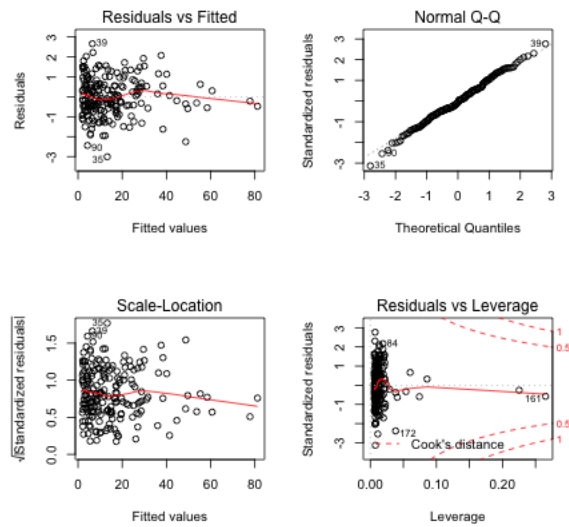 Residuals vs Fitted
Residuals
3
1
-1
-3
39
90
35
0 20 40 60 80
Fitted values
Normal Q-Q
Standardized residuals
3
1
-1
-3
39
90
35
-3 -2 -1 0 1 2 3
Theoretical Quantiles
Scale-Location
√|Standardized residuals|
1.5
1.0
0.5
0.0
35
39
90
0 20 40 60 80
Fitted values
Residuals vs Leverage
Standardized residuals
3
1
-1
-3
84
161
172
1
0.5
0.5
1
Cook's distance
0.00 0.10 0.20
Leverage